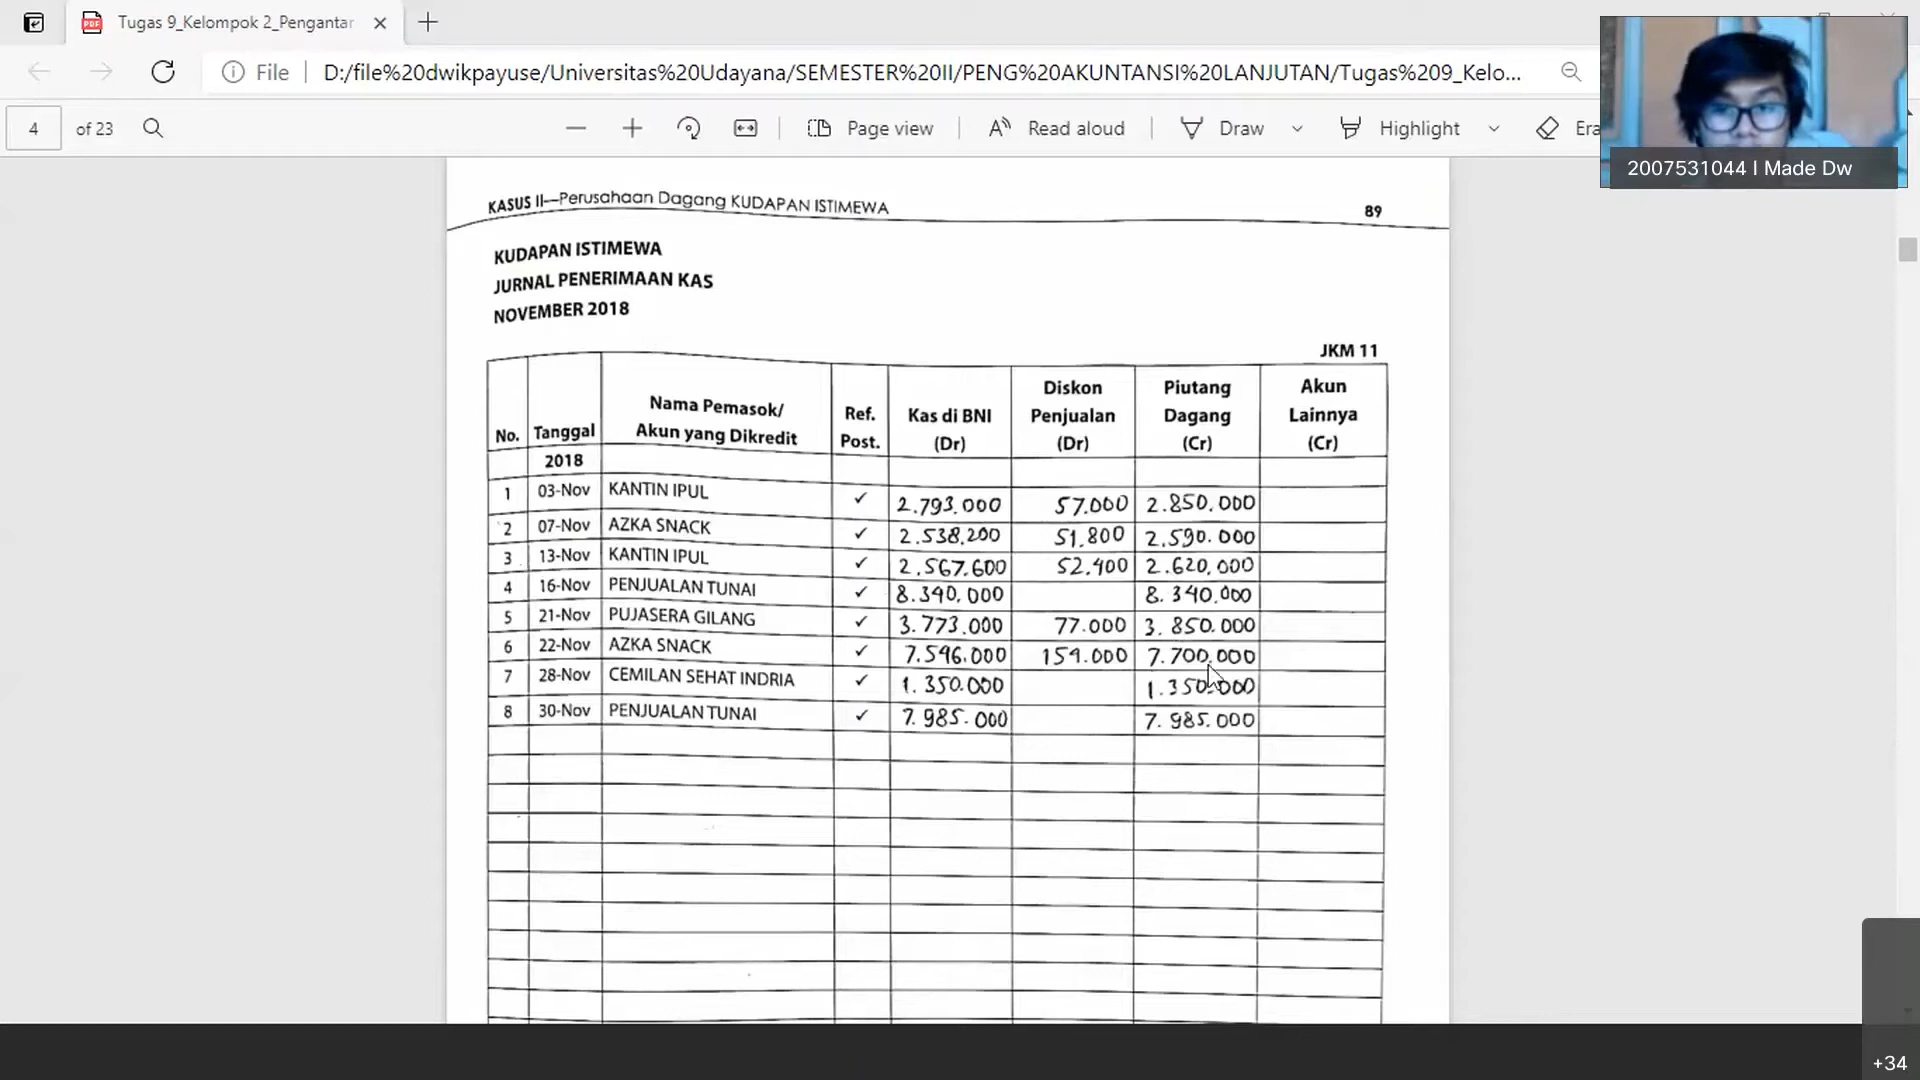 Tugas 9_Kelompok 2_Pengantar
File
D:/file%20dwikpayuse/Universitas%20Udayana/SEMESTER%20II/PENG%20AKUNTANSI%20LANJUTAN/Tugas%209_Kelo...
4 of 23
Page view
Read aloud
Draw
Highlight
Era
2007531044 I Made Dw
KASUS II—Perusahaan Dagang KUDAPAN ISTIMEWA 89
KUDAPAN ISTIMEWA
JURNAL PENERIMAAN KAS
NOVEMBER 2018
JKM 11
No. Tanggal Nama Pemasok/ Akun yang Dikredit Ref. Post. Kas di BNI (Dr) Diskon Penjualan (Dr) Piutang Dagang (Cr) Akun Lainnya (Cr)
2018
1 03-Nov KANTIN IPUL ✓ 2.793.000 57.000 2.850.000
2 07-Nov AZKA SNACK ✓ 2.538.200 51.800 2.590.000
3 13-Nov KANTIN IPUL ✓ 2.567.600 52.400 2.620.000
4 16-Nov PENJUALAN TUNAI ✓ 8.340.000 8.340.000
5 21-Nov PUJASERA GILANG ✓ 3.773.000 77.000 3.850.000
6 22-Nov AZKA SNACK ✓ 7.546.000 154.000 7.700.000
7 28-Nov CEMILAN SEHAT INDRIA ✓ 1.350.000 1.350.000
8 30-Nov PENJUALAN TUNAI ✓ 7.985.000 7.985.000
+34